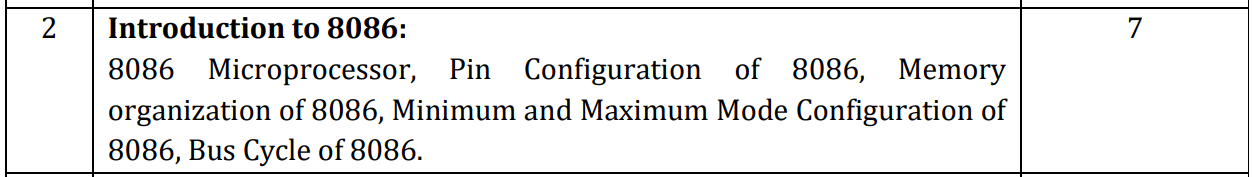 2 Introduction to 8086: 7
8086 Microprocessor, Pin Configuration of 8086, Memory
organization of 8086, Minimum and Maximum Mode Configuration of
8086, Bus Cycle of 8086.